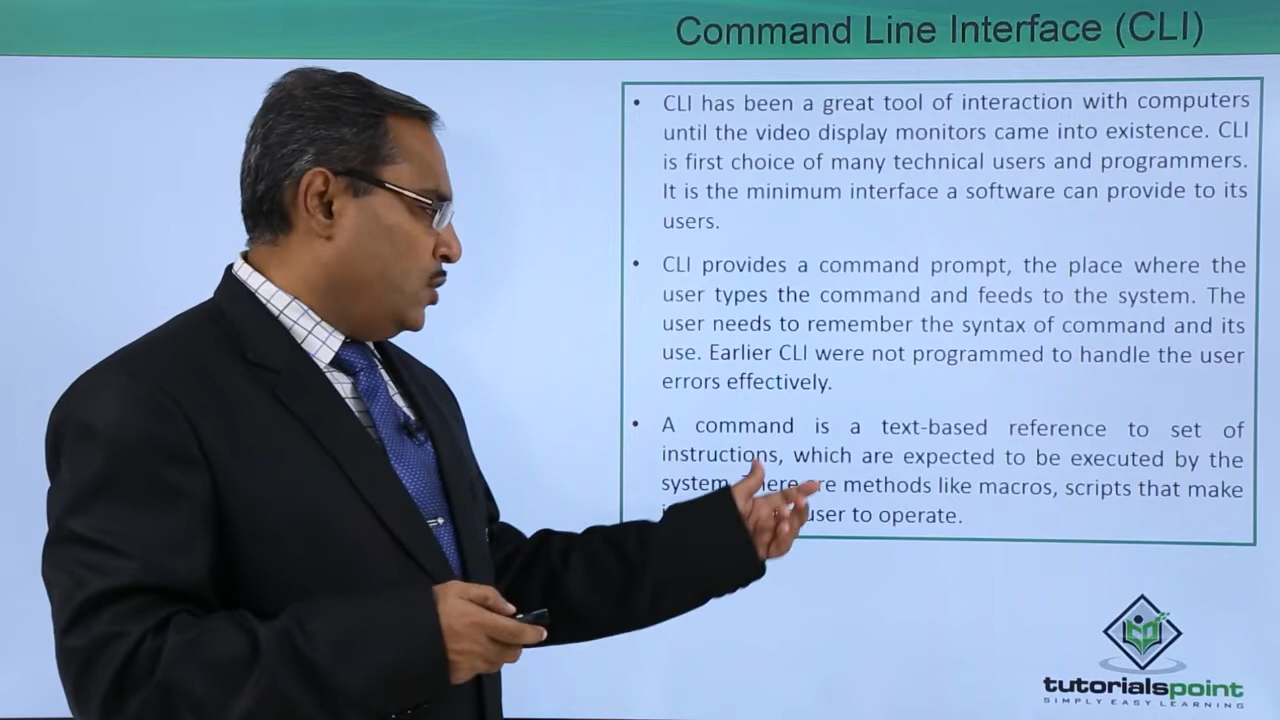 Command Line Interface (CLI)
• CLI has been a great tool of interaction with computers
until the video display monitors came into existence. CLI
is first choice of many technical users and programmers.
It is the minimum interface a software can provide to its
users.
• CLI provides a command prompt, the place where the
user types the command and feeds to the system. The
user needs to remember the syntax of command and its
use. Earlier CLI were not programmed to handle the user
errors effectively.
• A command is a text-based reference to set of
instructions, which are expected to be executed by the
system. methods like macros, scripts that make
user to operate.
tutorialspoint
SIMPLY EASY LEARNING